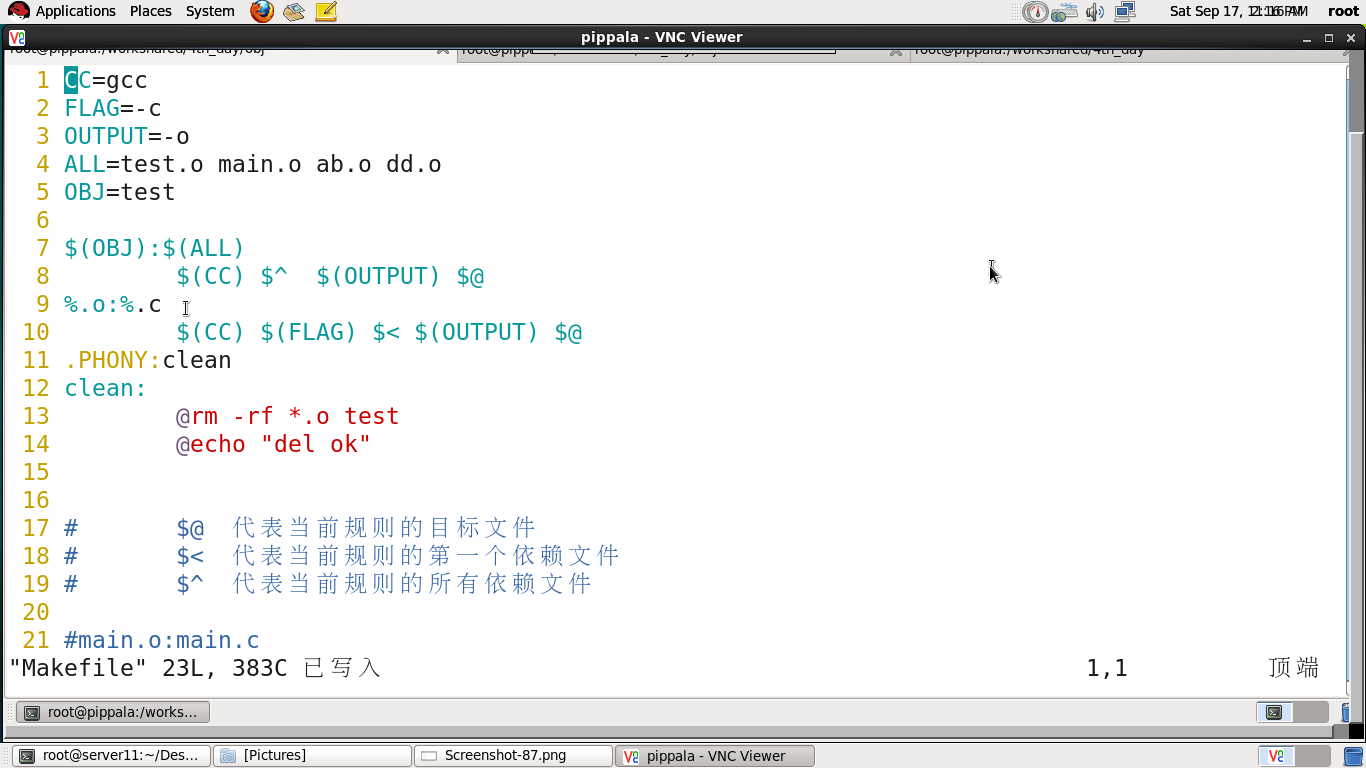 Applications Places System Sat Sep 17, root
pippala - VNC Viewer
root@pippala:/workshared/4th_day/obj root@pippala:/workshared/4th_day
1 CC=gcc
2 FLAG=-c
3 OUTPUT=-o
4 ALL=test.o main.o ab.o dd.o
5 OBJ=test
6
7 $(OBJ):$(ALL)
8 $(CC) $^ $(OUTPUT) $@
9 %.o:%.c
10 $(CC) $(FLAG) $< $(OUTPUT) $@
11 .PHONY:clean
12 clean:
13 @rm -rf *.o test
14 @echo "del ok"
15
16
17 # $@ 代表当前规则的目标文件
18 # $< 代表当前规则的第一个依赖文件
19 # $^ 代表当前规则的所有依赖文件
20
21 #main.o:main.c
"Makefile" 23L, 383C 已写入 1,1 顶端
root@pippala:/works...
root@server11:~/Des... [Pictures] Screenshot-87.png pippala - VNC Viewer